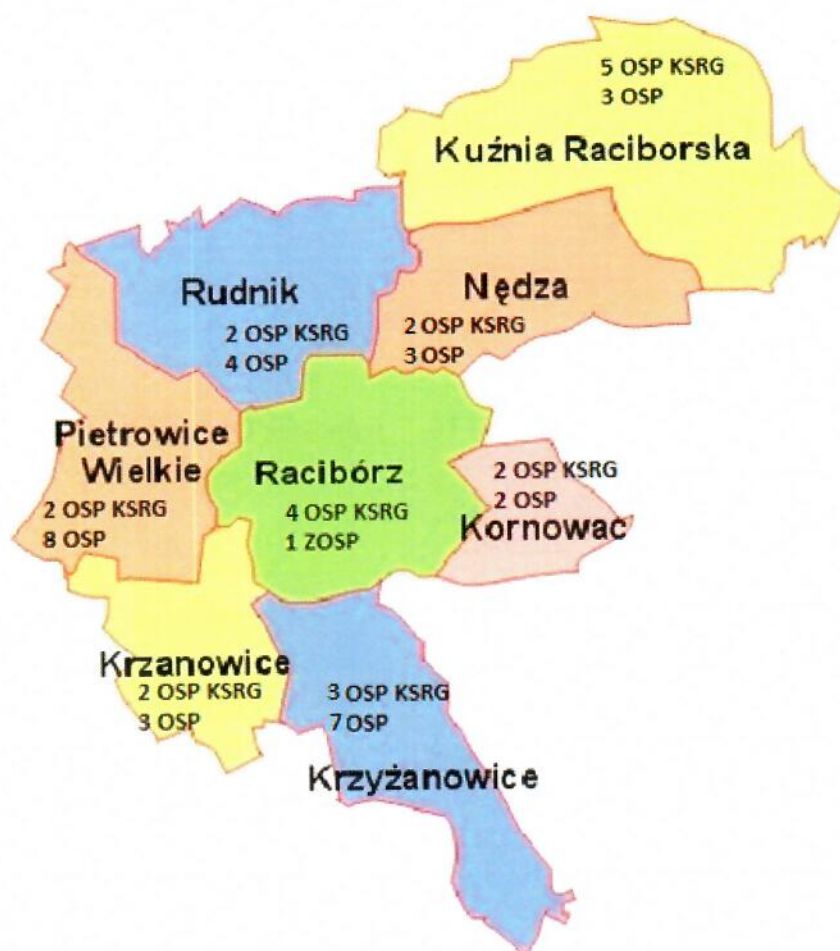 5 OSP KSRG
3 OSP
Kuźnia Raciborska
Rudnik
2 OSP KSRG
4 OSP
Nędza
2 OSP KSRG
3 OSP
Pietrowice
Wielkie
2 OSP KSRG
8 OSP
Racibórz
4 OSP KSRG
1 ZOSP
2 OSP KSRG
2 OSP
Kornowac
Krzanowice
2 OSP KSRG
3 OSP
3 OSP KSRG
7 OSP
Krzyżanowice